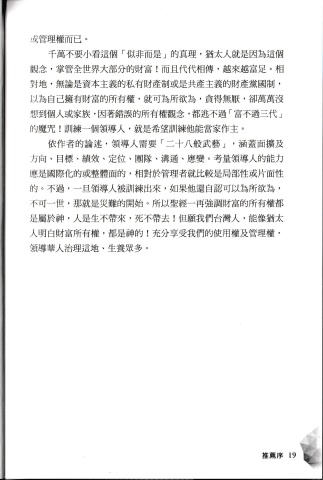 或管理權而已。
千萬不要小看這個「似非而是」的真理，猶太人就是因為這個
觀念，掌管全世界大部分的財富！而且代代相傳，越來越富足。相
對地，無論是資本主義的私有財產制或是共產主義的財產黨國制，
以為自己擁有財富的所有權，就可為所欲為，貪得無厭，卻萬萬沒
想到個人或家族，因著錯誤的所有權觀念，都逃不過「富不過三代」
的魔咒！訓練一個領導人，就是希望訓練他能當家作主。
依作者的論述，領導人需要「二十八般武藝」，涵蓋面擴及
方向、目標、績效、定位、團隊、溝通、應變。考量領導人的能力
應是國際化的或整體面的，相對於管理者就比較是局部性或片面性
的。不過，一旦領導人被訓練出來，如果他還自認可以為所欲為，
不可一世，那就是災難的開始。所以聖經一再強調財富的所有權都
是屬於神，人是生不帶來，死不帶去！但願我們台灣人，能像猶太
人明白財富所有權，都是神的！充分享受我們的使用權及管理權，
領導華人治理這地、生養眾多。
推薦序 19